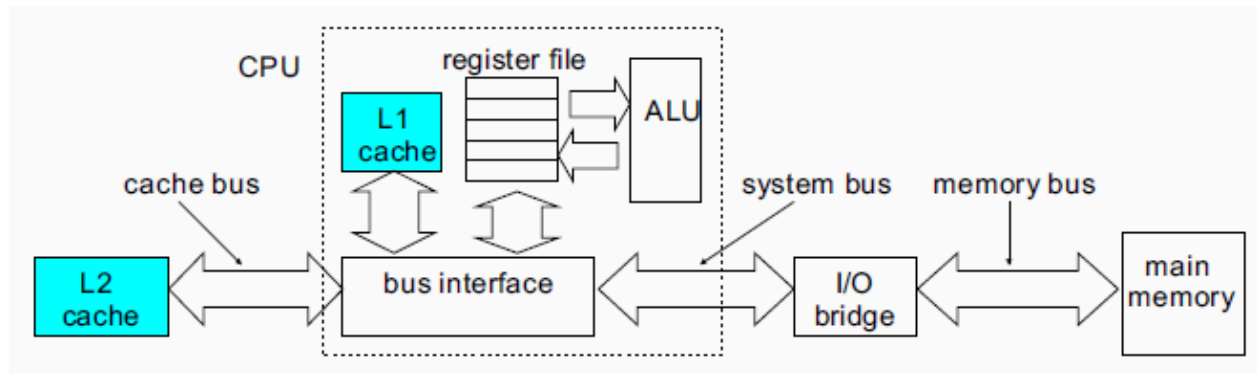 CPU
register file
L1
cache
ALU
cache bus
system bus
memory bus
L2
cache
bus interface
I/O
bridge
main
memory